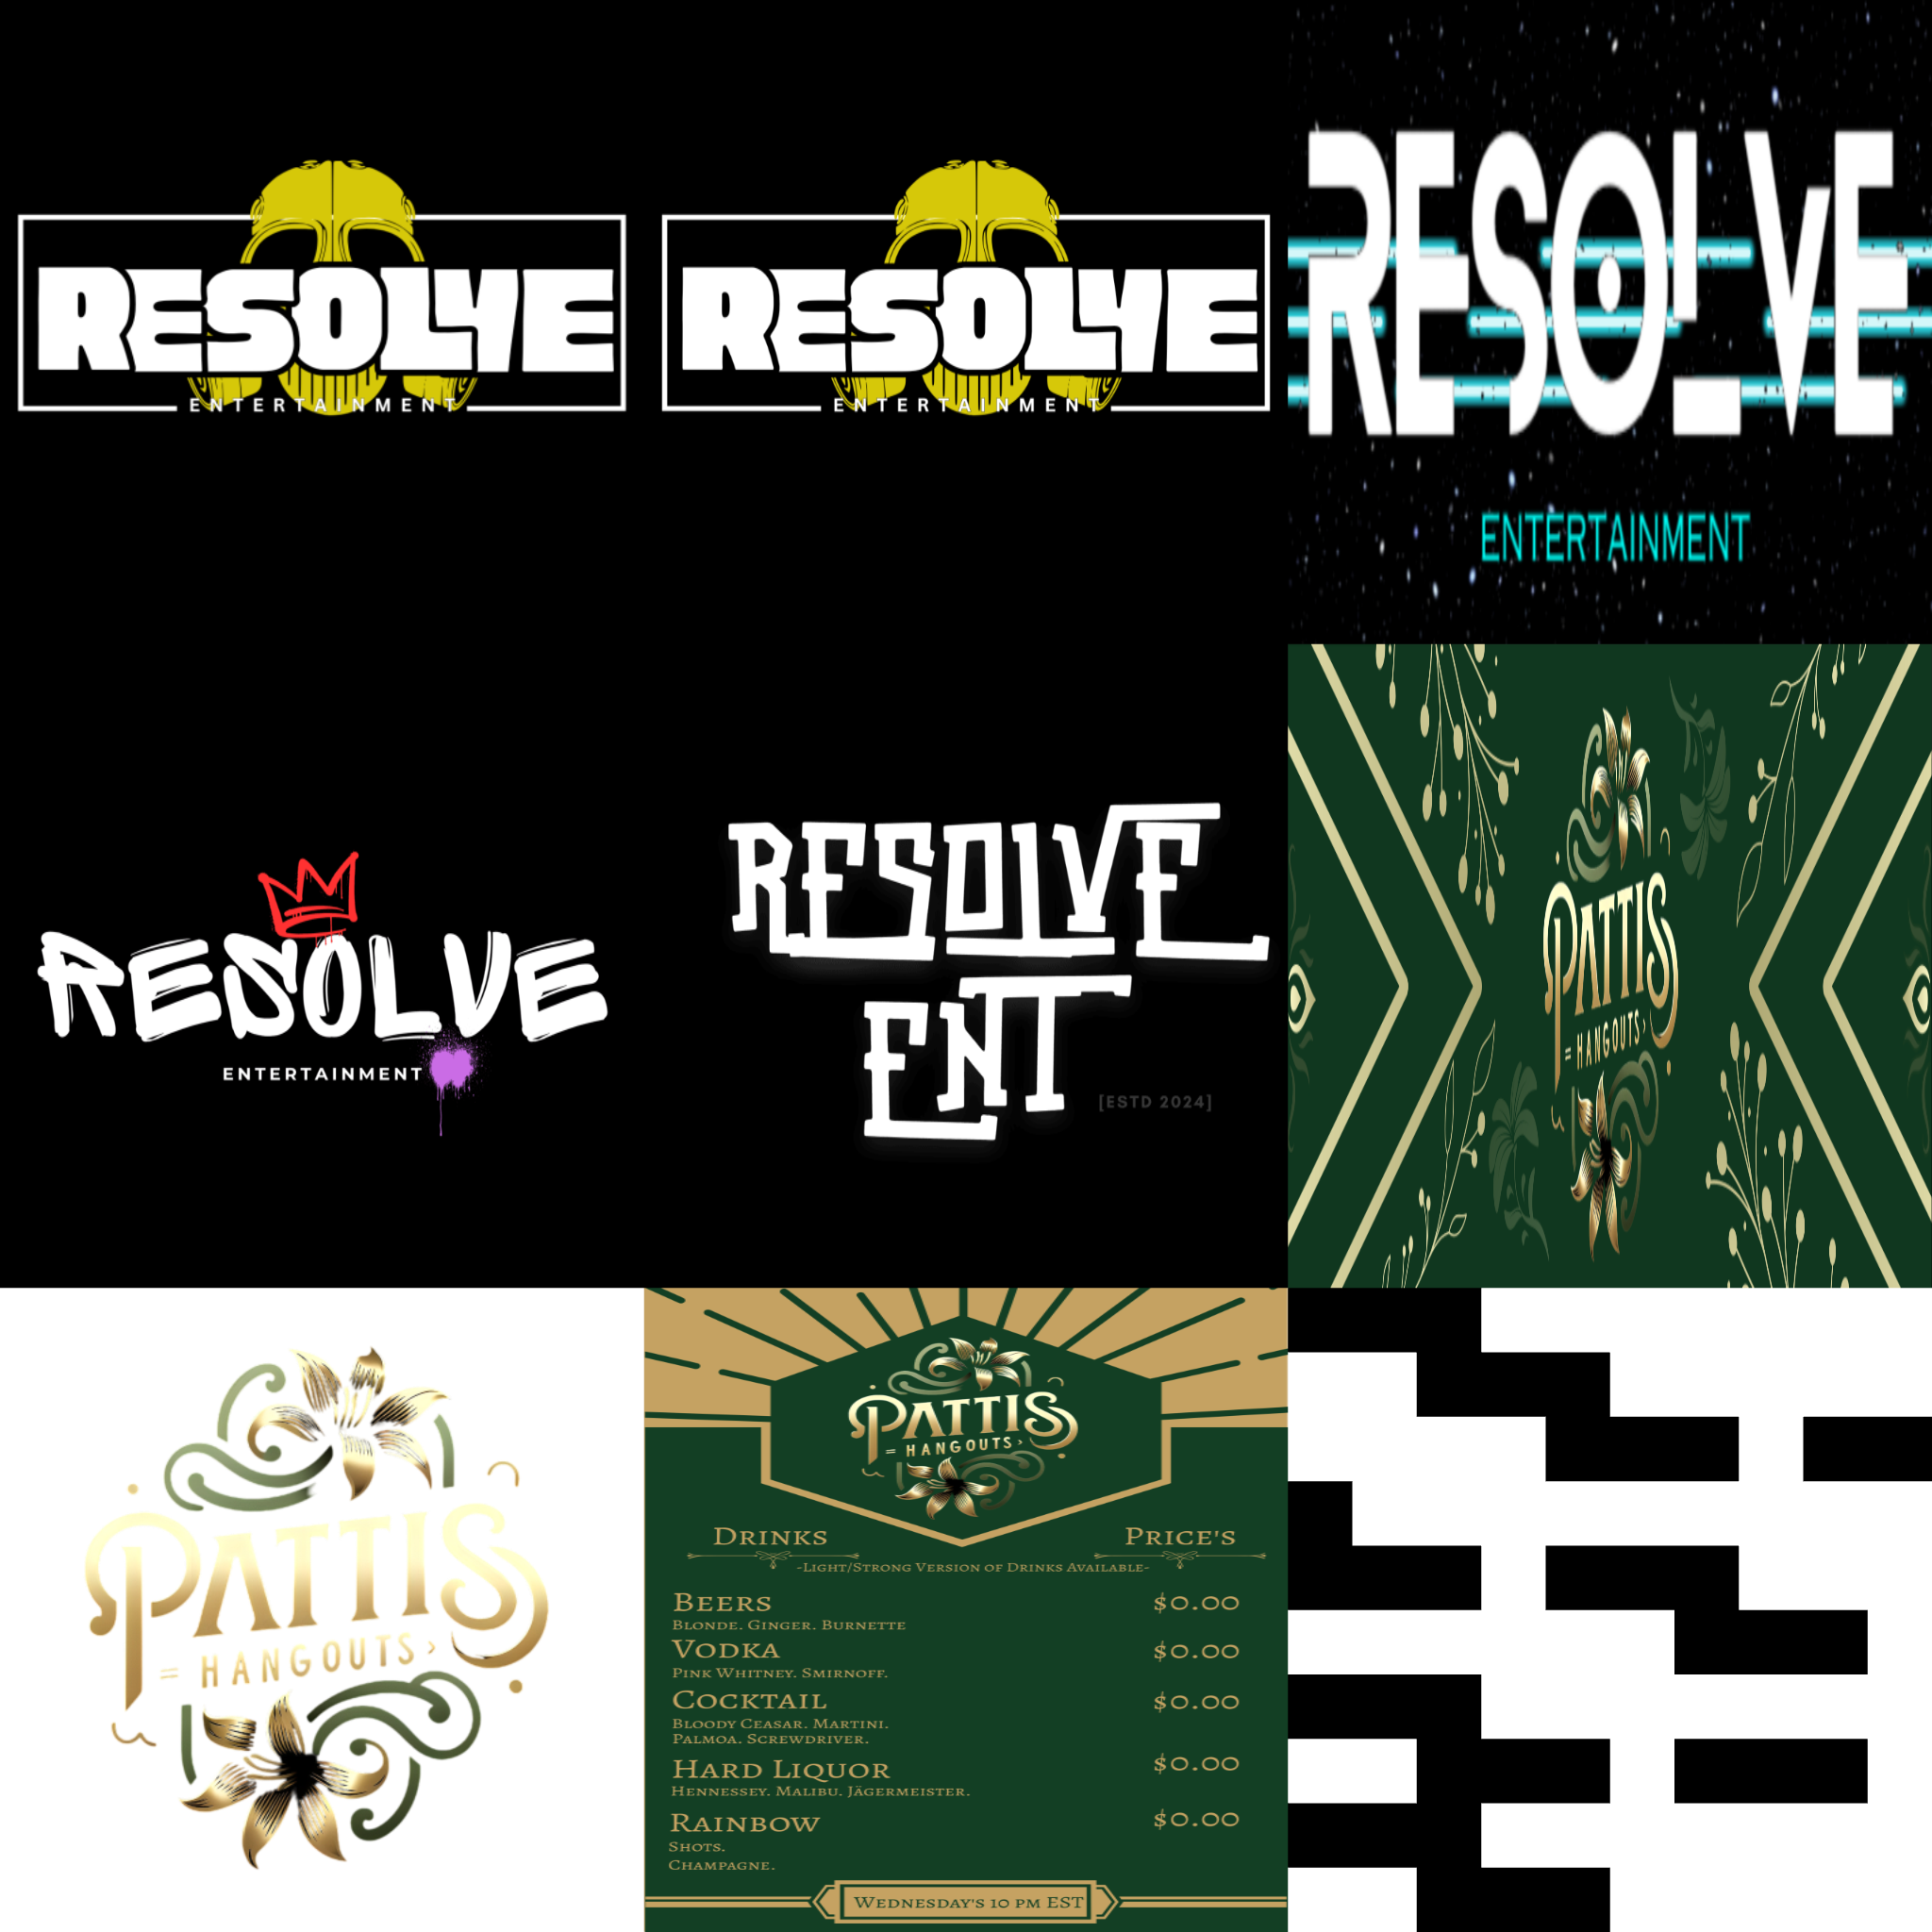 RESOLVE
ENTERTAINMENT
RESOLVE
ENTERTAINMENT
RESOLVE
ENTERTAINMENT
RESOLVE
ENTERTAINMENT
RESOLVE
ENT
[ESTD 2024]
PATTIS
= HANGOUTS ›
PATTIS
= HANGOUTS ›
PATTIS
= HANGOUTS ›
DRINKS PRICE'S
-LIGHT/STRONG VERSION OF DRINKS AVAILABLE-
BEERS $0.00
BLONDE. GINGER. BURNETTE
VODKA $0.00
PINK WHITNEY. SMIRNOFF.
COCKTAIL $0.00
BLOODY CEASAR. MARTINI.
PALMOA. SCREWDRIVER.
HARD LIQUOR $0.00
HENNESSEY. MALIBU. JÄGERMEISTER.
RAINBOW $0.00
SHOTS.
CHAMPAGNE.
WEDNESDAY'S 10 PM EST